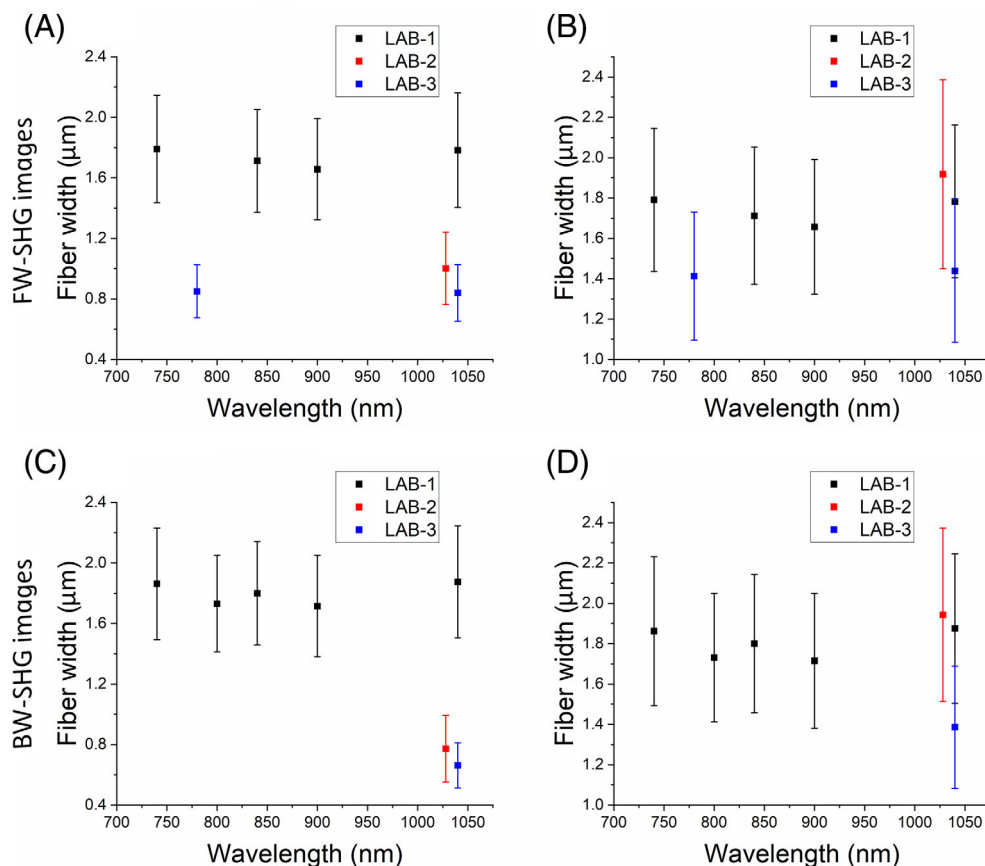 (A)
LAB-1
LAB-2
LAB-3
2.4
2.0
1.6
1.2
0.8
0.4
FW-SHG images
Fiber width (μm)
700 750 800 850 900 950 1000 1050
Wavelength (nm)
(B)
LAB-1
LAB-2
LAB-3
2.4
2.2
2.0
1.8
1.6
1.4
1.2
1.0
Fiber width (μm)
700 750 800 850 900 950 1000 1050
Wavelength (nm)
(C)
LAB-1
LAB-2
LAB-3
2.4
2.0
1.6
1.2
0.8
0.4
BW-SHG images
Fiber width (μm)
700 750 800 850 900 950 1000 1050
Wavelength (nm)
(D)
LAB-1
LAB-2
LAB-3
2.4
2.2
2.0
1.8
1.6
1.4
1.2
1.0
Fiber width (μm)
700 750 800 850 900 950 1000 1050
Wavelength (nm)